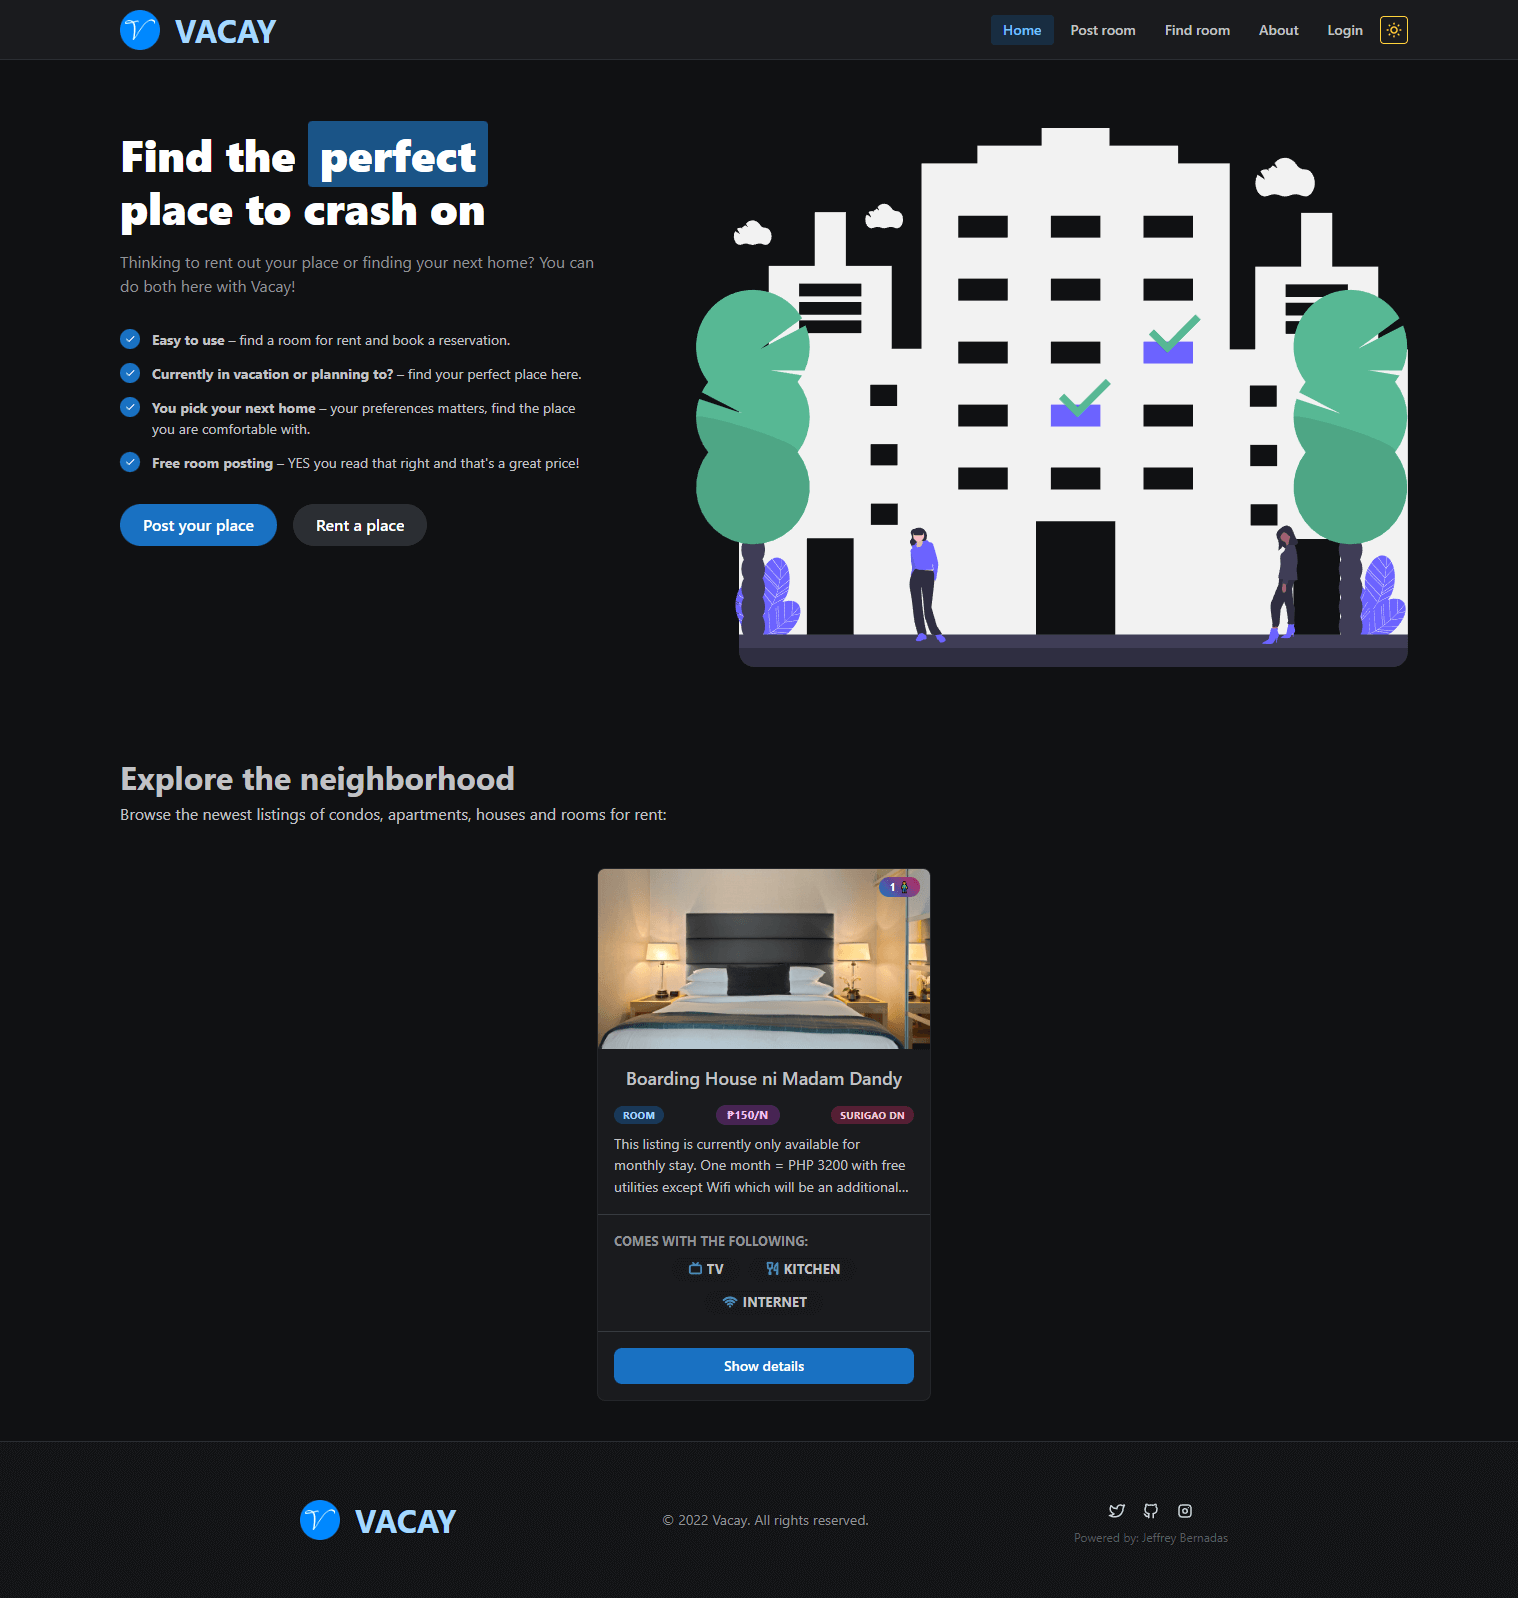 VACAY
Home
Post room
Find room
About
Login
Find the perfect
place to crash on
Thinking to rent out your place or finding your next home? You can
do both here with Vacay!
Easy to use – find a room for rent and book a reservation.
Currently in vacation or planning to? – find your perfect place here.
You pick your next home – your preferences matters, find the place
you are comfortable with.
Free room posting – YES you read that right and that's a great price!
Post your place
Rent a place
Explore the neighborhood
Browse the newest listings of condos, apartments, houses and rooms for rent:
1
Boarding House ni Madam Dandy
ROOM
₱150/N
SURIGAO DN
This listing is currently only available for
monthly stay. One month = PHP 3200 with free
utilities except Wifi which will be an additional...
COMES WITH THE FOLLOWING:
TV
KITCHEN
INTERNET
Show details
VACAY
© 2022 Vacay. All rights reserved.
Powered by: Jeffrey Bernadas